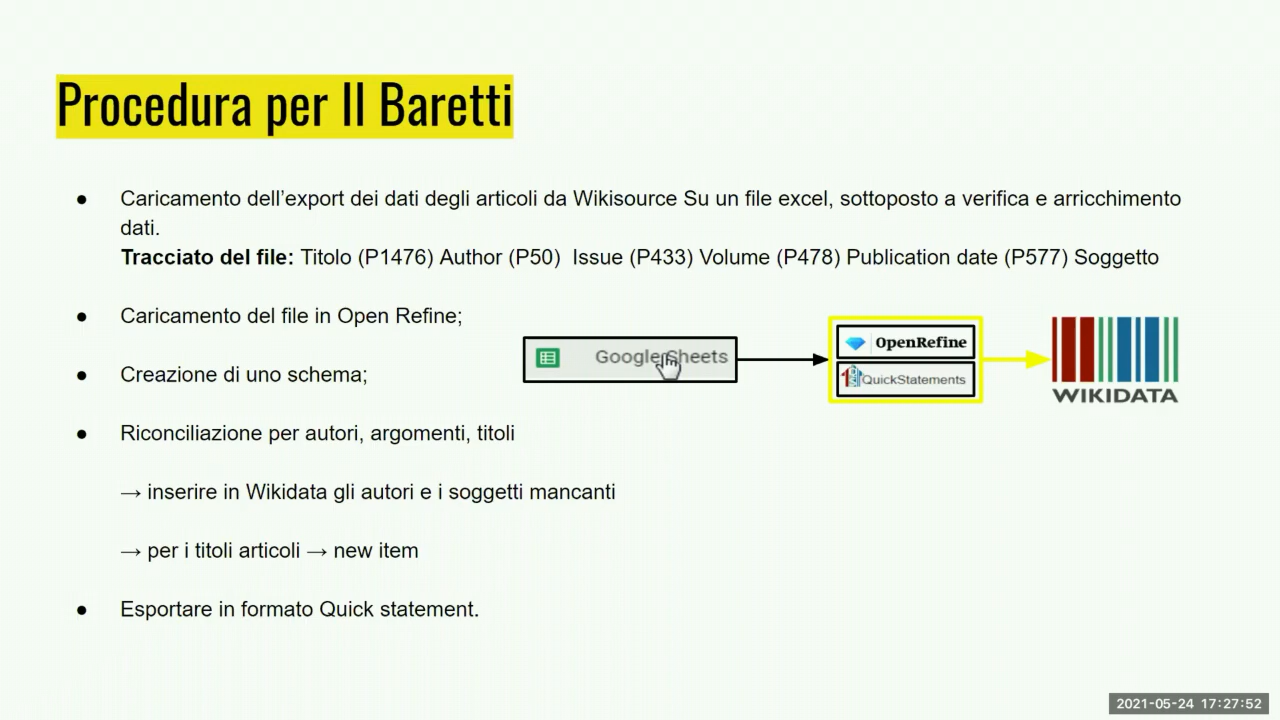 Procedura per Il Baretti
● Caricamento dell’export dei dati degli articoli da Wikisource Su un file excel, sottoposto a verifica e arricchimento
dati.
Tracciato del file: Titolo (P1476) Author (P50)  Issue (P433) Volume (P478) Publication date (P577) Soggetto
● Caricamento del file in Open Refine;
Google Sheets
OpenRefine
QuickStatements
WIKIDATA
● Creazione di uno schema;
● Riconciliazione per autori, argomenti, titoli
→ inserire in Wikidata gli autori e i soggetti mancanti
→ per i titoli articoli → new item
● Esportare in formato Quick statement.
2021-05-24 17:27:52